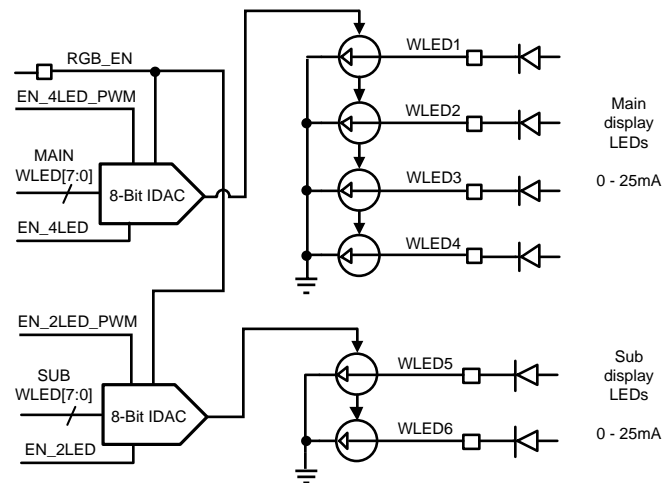 RGB_EN
EN_4LED_PWM
MAIN
WLED[7:0]
8-Bit IDAC
EN_4LED
WLED1
WLED2
WLED3
WLED4
Main
display
LEDs
0 - 25mA
EN_2LED_PWM
SUB
WLED[7:0]
8-Bit IDAC
EN_2LED
WLED5
WLED6
Sub
display
LEDs
0 - 25mA